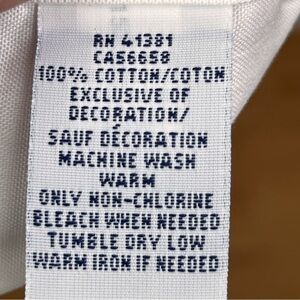 RN 41381
CA56658
100% COTTON/COTON
EXCLUSIVE OF
DECORATION/
SAUF DÉCORATION
MACHINE WASH
WARM
ONLY NON-CHLORINE
BLEACH WHEN NEEDED
TUMBLE DRY LOW
WARM IRON IF NEEDED